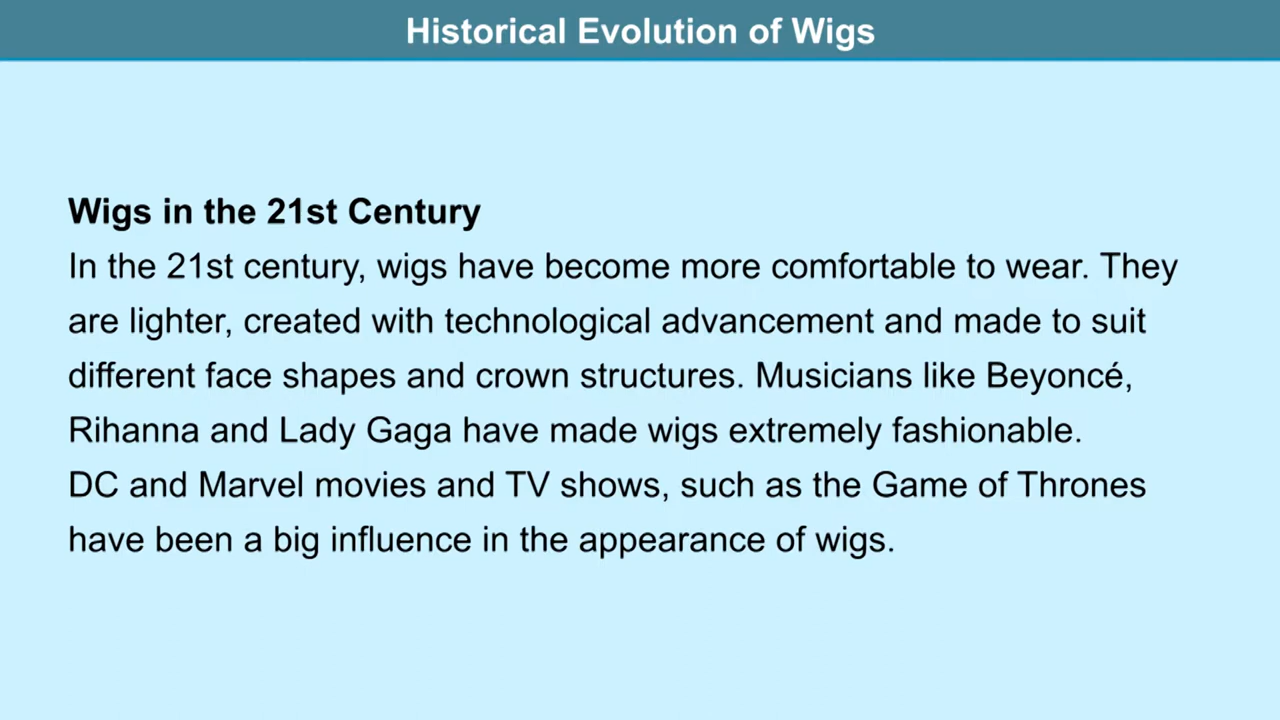 Historical Evolution of Wigs
Wigs in the 21st Century
In the 21st century, wigs have become more comfortable to wear. They
are lighter, created with technological advancement and made to suit
different face shapes and crown structures. Musicians like Beyoncé,
Rihanna and Lady Gaga have made wigs extremely fashionable.
DC and Marvel movies and TV shows, such as the Game of Thrones
have been a big influence in the appearance of wigs.